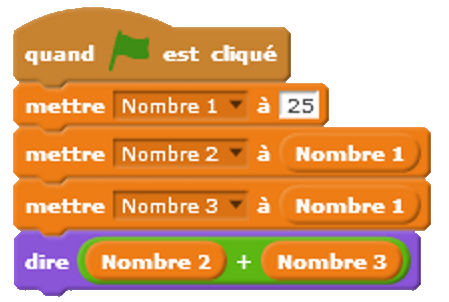 quand est cliqué
mettre Nombre 1 à 25
mettre Nombre 2 à Nombre 1
mettre Nombre 3 à Nombre 1
dire Nombre 2 + Nombre 3